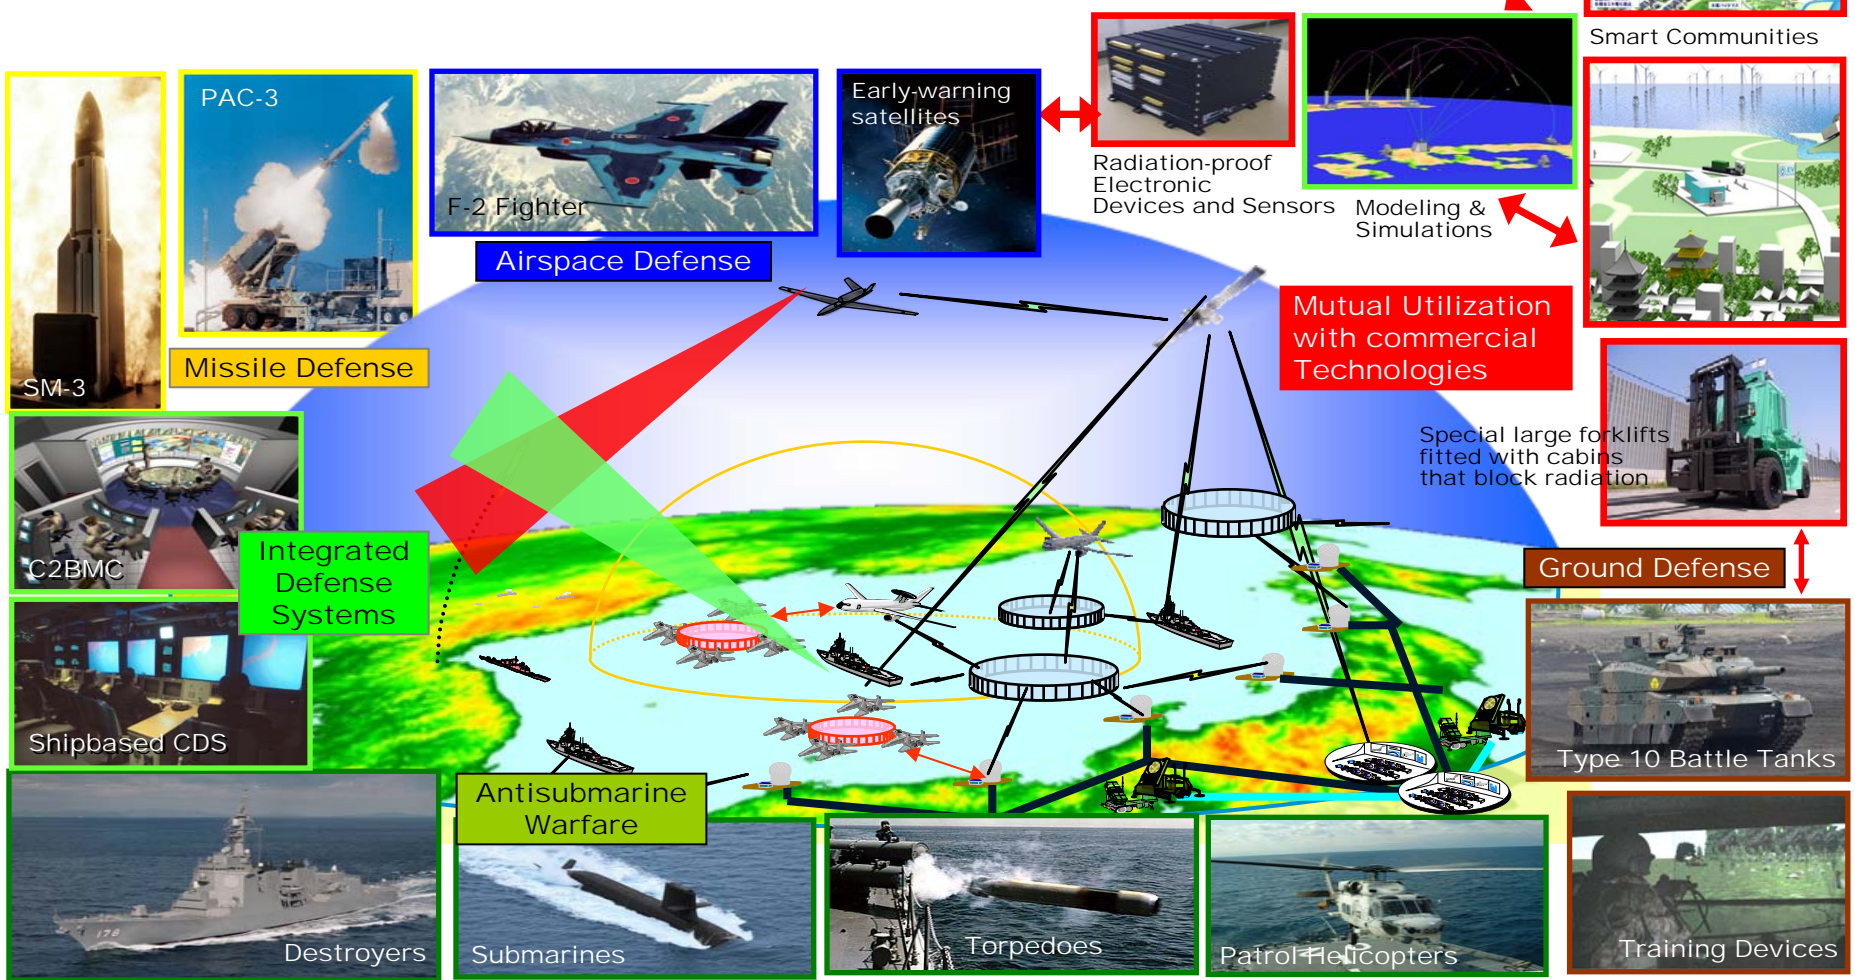 Smart Communities
PAC-3
SM-3
Missile Defense
F-2 Fighter
Airspace Defense
Early-warning
satellites
Radiation-proof
Electronic
Devices and Sensors
Modeling &
Simulations
Mutual Utilization
with commercial
Technologies
Special large forklifts
fitted with cabins
that block radiation
C2BMC
Integrated
Defense
Systems
Shipbased CDS
Ground Defense
Type 10 Battle Tanks
Antisubmarine
Warfare
178
Destroyers
Submarines
Torpedoes
Patrol Helicopters
Training Devices